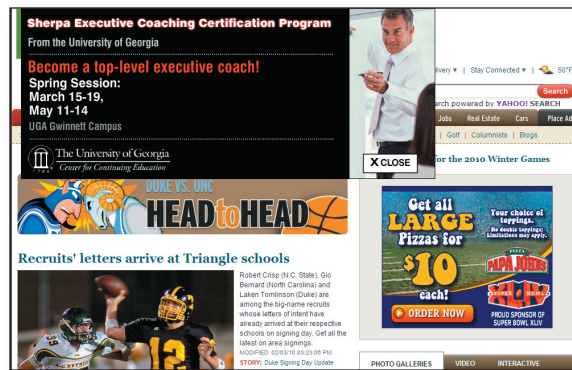 Sherpa Executive Coaching Certification Program
From the University of Georgia
Become a top-level executive coach!
Spring Session:
March 15-19,
May 11-14
UGA Gwinnett Campus
The University of Georgia
Center for Continuing Education
X CLOSE
Stay Connected ▾ | 50°F
Search
powered by YAHOO! SEARCH
Jobs Real Estate Cars Place Ad
| Golf | Columnists | Blogs
for the 2010 Winter Games
DUKE VS. UNC
HEAD to HEAD
Get all
LARGE
Pizzas for
$10
each!
ORDER NOW
Your choice of
toppings.
No double toppings;
Limitations may apply.
PIZZA
PAPA JOHNS
SUPER BOWL
XLIV
PROUD SPONSOR OF
SUPER BOWL XLIV
Recruits' letters arrive at Triangle schools
Robert Crisp (N.C. State), Gio
Bernard (North Carolina) and
Laken Tomlinson (Duke) are
among the big-name recruits
whose letters of intent have
already arrived at their respective
schools on signing day. Get all the
latest on area signings.
MODIFIED: 02/03/10 03:23:06 PM
STORY: Duke Signing Day Update
39
12
PHOTO GALLERIES VIDEO INTERACTIVE